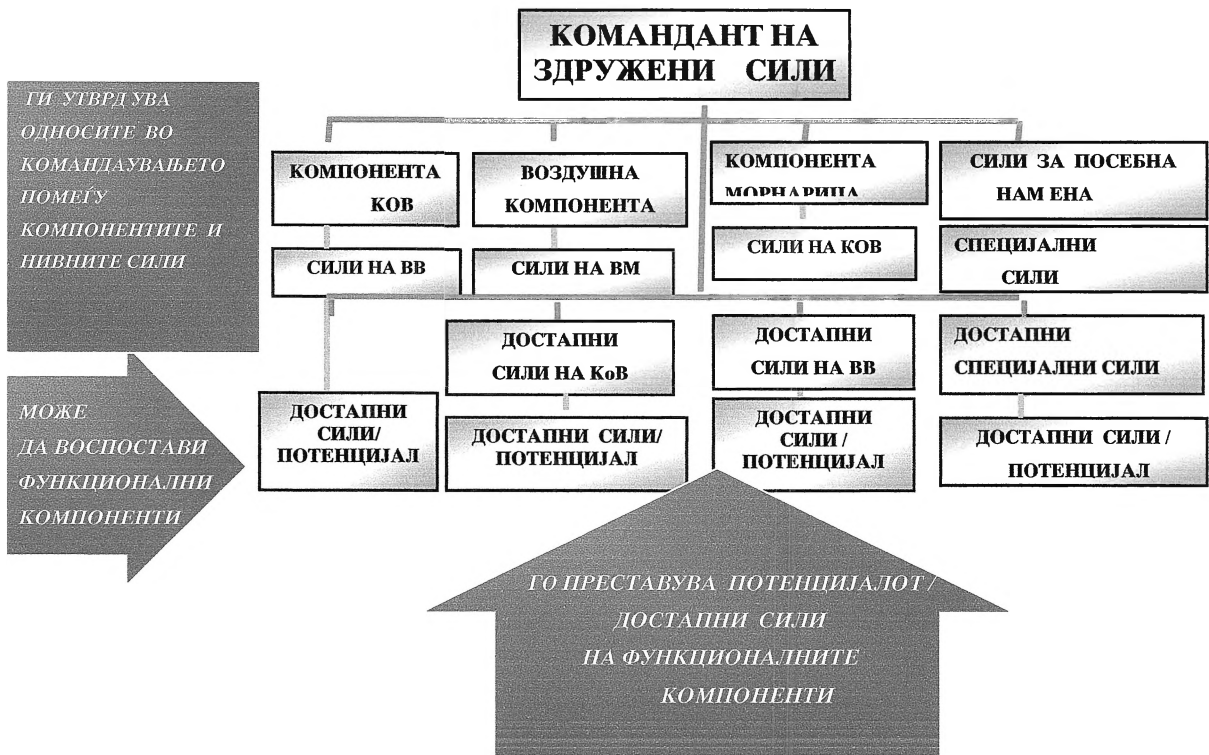 КОМАНДАНТ НА
ЗДРУЖЕНИ СИЛИ
ГИ УТВРД УВА
ОДНОСИТЕ ВО
КОМАНДАУВАЊЕТО
ПОМЕЃУ
КОМПОНЕНТИТЕ И
НИВНИТЕ СИЛИ
КОМПОНЕНТА
КОВ
ВОЗДУШНА
КОМПОНЕНТА
КОМПОНЕНТА
МОРНАРИЦА
СИЛИ ЗА ПОСЕБНА
НАМ ЕНА
СИЛИ НА ВВ
СИЛИ НА ВМ
СИЛИ НА КОВ
СПЕЦИЈАЛНИ
СИЛИ
МОЖЕ
ДА ВОСПОСТАВИ
ФУНКЦИОНАЛНИ
КОМПОНЕНТИ
ДОСТАПНИ
СИЛИ НА КоВ
ДОСТАПНИ
СИЛИ НА ВВ
ДОСТАПНИ
СПЕЦИЈАЛНИ СИЛИ
ДОСТАПНИ
СИЛИ/
ПОТЕНЦИЈАЛ
ДОСТАПНИ СИЛИ/
ПОТЕНЦИЈАЛ
ДОСТАПНИ
СИЛИ /
ПОТЕНЦИЈАЛ
ДОСТАПНИ СИЛИ /
ПОТЕНЦИЈАЛ
ГО ПРЕСТАВУВА ПОТЕНЦИЈАЛОТ /
ДОСТАПНИ СИЛИ
НА ФУНКЦИОНАЛНИТЕ
КОМПОНЕНТИ